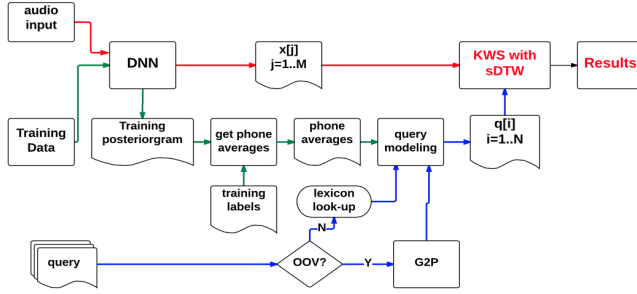 audio
input
DNN
x[j]
j=1..M
KWS with
sDTW
Results
Training
Data
Training
posteriorgram
get phone
averages
phone
averages
query
modeling
q[i]
i=1..N
training
labels
lexicon
look-up
N
query
OOV?
Y
G2P